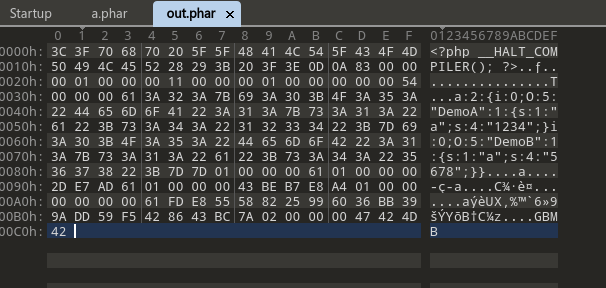 Startup a.phar out.phar ×
0 1 2 3 4 5 6 7 8 9 A B C D E F 0123456789ABCDEF
0000h: 3C 3F 70 68 70 20 5F 5F 48 41 4C 54 5F 43 4F 4D <?php __HALT_COM
0010h: 50 49 4C 45 52 28 29 3B 20 3F 3E 0D 0A 83 00 00 PILER(); ?>..ƒ..
0020h: 00 01 00 00 00 11 00 00 00 01 00 00 00 00 00 54 ...............T
0030h: 00 00 00 61 3A 32 3A 7B 69 3A 30 3B 4F 3A 35 3A ...a:2:{i:0;O:5:
0040h: 22 44 65 6D 6F 41 22 3A 31 3A 7B 73 3A 31 3A 22 "DemoA":1:{s:1:"
0050h: 61 22 3B 73 3A 34 3A 22 31 32 33 34 22 3B 7D 69 a";s:4:"1234";}i
0060h: 3A 30 3B 4F 3A 35 3A 22 44 65 6D 6F 42 22 3A 31 :0;O:5:"DemoB":1
0070h: 3A 7B 73 3A 31 3A 22 61 22 3B 73 3A 34 3A 22 35 :{s:1:"a";s:4:"5
0080h: 36 37 38 22 3B 7D 7D 01 00 00 00 61 01 00 00 00 678";}}....a....
0090h: 2D E7 AD 61 01 00 00 00 43 BE B7 E8 A4 01 00 00 -ç-a....C¾·è¤...
00A0h: 00 00 00 00 61 FD E8 55 58 82 25 99 60 36 BB 39 ....aýèUX‚%™`6»9
00B0h: 9A DD 59 F5 42 86 43 BC 7A 02 00 00 00 47 42 4D šÝYõB†C¼z....GBM
00C0h: 42 B